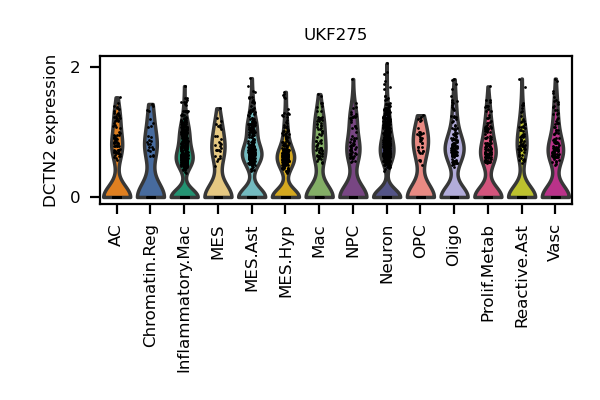 UKF275
DCTN2 expression
2
0
AC
Chromatin.Reg
Inflammatory.Mac
MES
MES.Ast
MES.Hyp
Mac
NPC
Neuron
OPC
Oligo
Prolif.Metab
Reactive.Ast
Vasc